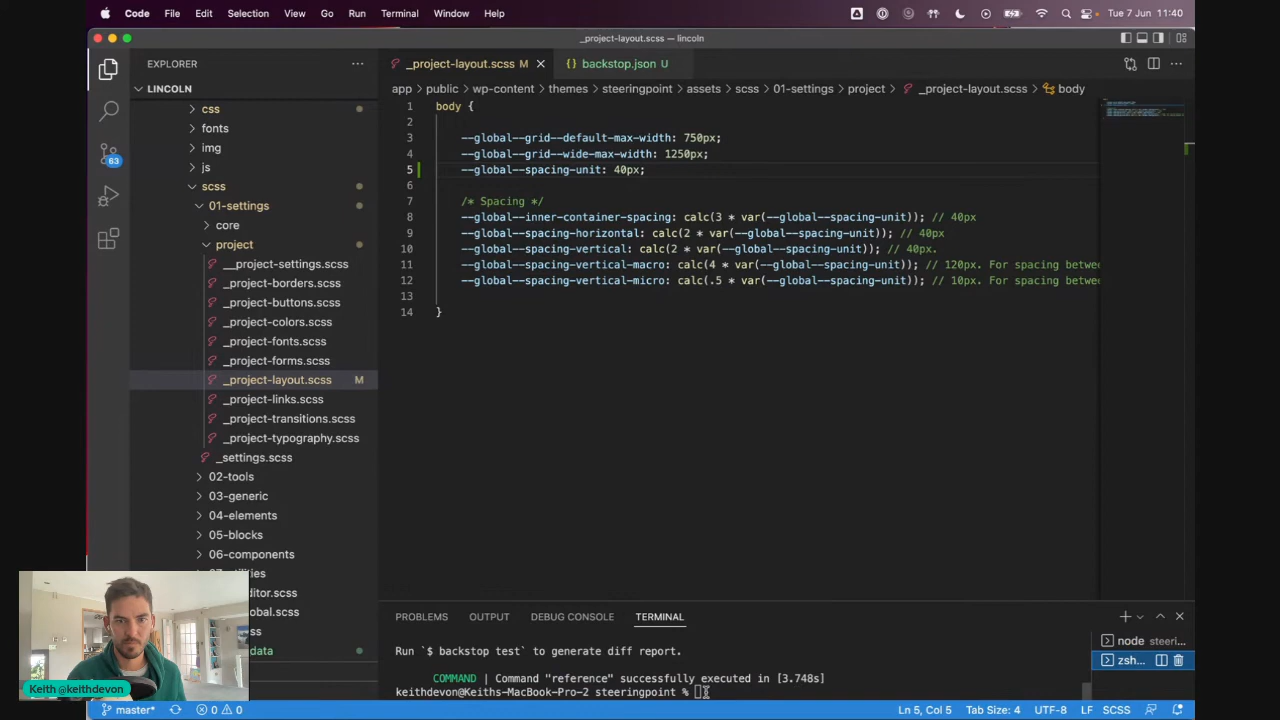 Code File Edit Selection View Go Run Terminal Window Help Tue 7 Jun 11:40
_project-layout.scss — lincoln
EXPLORER
LINCOLN
css
fonts
img
js
scss
01-settings
core
project
__project-settings.scss
_project-borders.scss
_project-buttons.scss
_project-colors.scss
_project-fonts.scss
_project-forms.scss
_project-layout.scss M
_project-links.scss
_project-transitions.scss
_project-typography.scss
_settings.scss
02-tools
03-generic
04-elements
05-blocks
06-components
63
_project-layout.scss M
backstop.json U
app > public > wp-content > themes > steeringpoint > assets > scss > 01-settings > project > _project-layout.scss > body
1 body {
2
3 --global--grid--default-max-width: 750px;
4 --global--grid--wide-max-width: 1250px;
5 --global--spacing-unit: 40px;
6
7 /* Spacing */
8 --global--inner-container-spacing: calc(3 * var(--global--spacing-unit)); // 40px
9 --global--spacing-horizontal: calc(2 * var(--global--spacing-unit)); // 40px
10 --global--spacing-vertical: calc(2 * var(--global--spacing-unit)); // 40px.
11 --global--spacing-vertical-macro: calc(4 * var(--global--spacing-unit)); // 120px. For spacing betwee
12 --global--spacing-vertical-micro: calc(.5 * var(--global--spacing-unit)); // 10px. For spacing betwee
13
14 }
PROBLEMS OUTPUT DEBUG CONSOLE TERMINAL
Run `$ backstop test` to generate diff report.
COMMAND | Command "reference" successfully executed in [3.748s]
keithdevon@Keiths-MacBook-Pro-2 steeringpoint %
node steeri...
zsh...
Keith @keithdevon
master* 0 0 Ln 5, Col 5 Tab Size: 4 UTF-8 LF SCSS